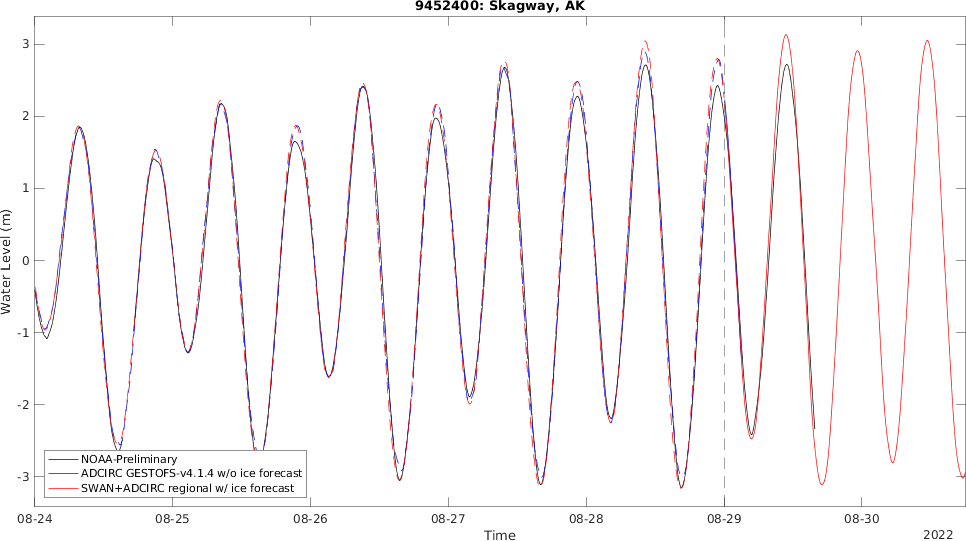 9452400: Skagway, AK
3
2
1
0
-1
-2
-3
Water Level (m)
NOAA-Preliminary
ADCIRC GESTOFS-v4.1.4 w/o ice forecast
SWAN+ADCIRC regional w/ ice forecast
08-24
08-25
08-26
08-27
08-28
08-29
08-30
Time
2022